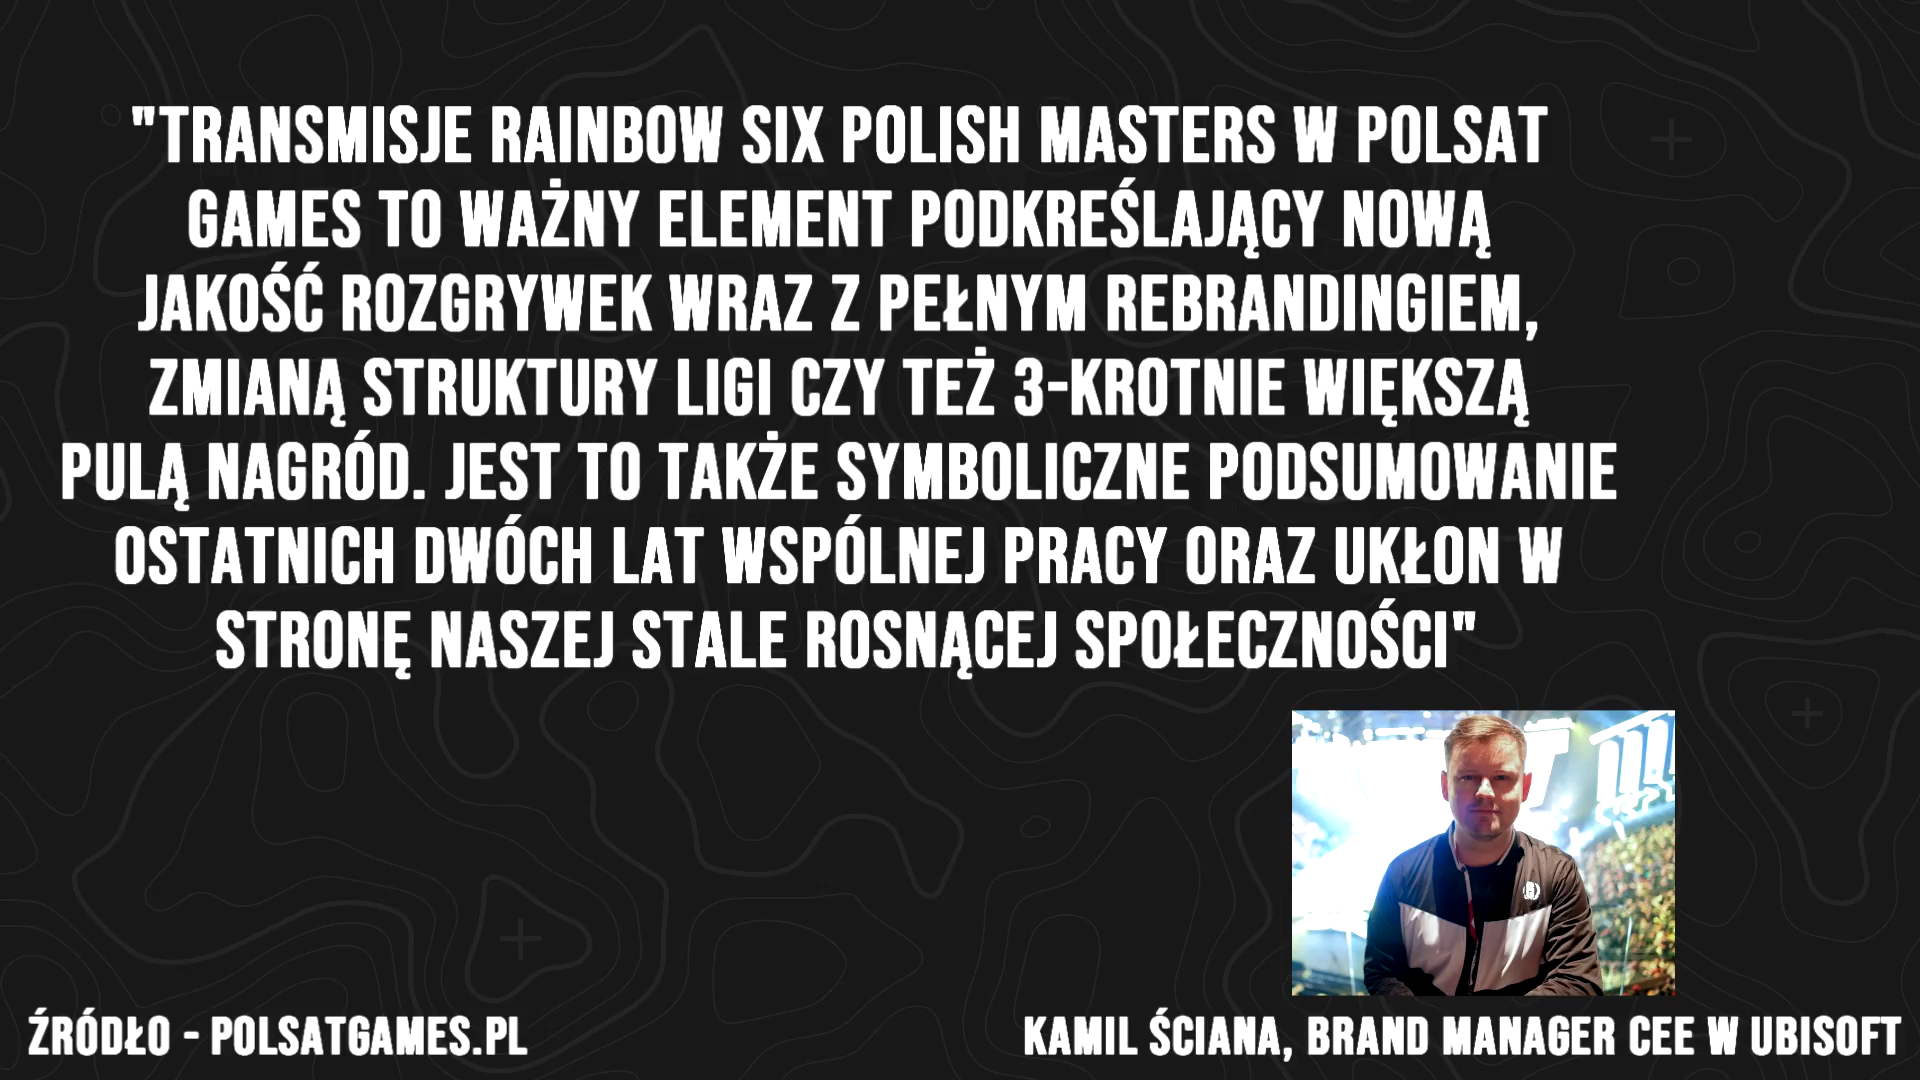 "TRANSMISJE RAINBOW SIX POLISH MASTERS W POLSAT
GAMES TO WAŻNY ELEMENT PODKREŚLAJĄCY NOWĄ
JAKOŚĆ ROZGRYWEK WRAZ Z PEŁNYM REBRANDINGIEM,
ZMIANĄ STRUKTURY LIGI CZY TEŻ 3-KROTNIE WIĘKSZĄ
PULĄ NAGRÓD. JEST TO TAKŻE SYMBOLICZNE PODSUMOWANIE
OSTATNICH DWÓCH LAT WSPÓLNEJ PRACY ORAZ UKŁON W
STRONĘ NASZEJ STALE ROSNĄCEJ SPOŁECZNOŚCI"
ŹRÓDŁO - POLSATGAMES.PL
KAMIL ŚCIANA, BRAND MANAGER CEE W UBISOFT